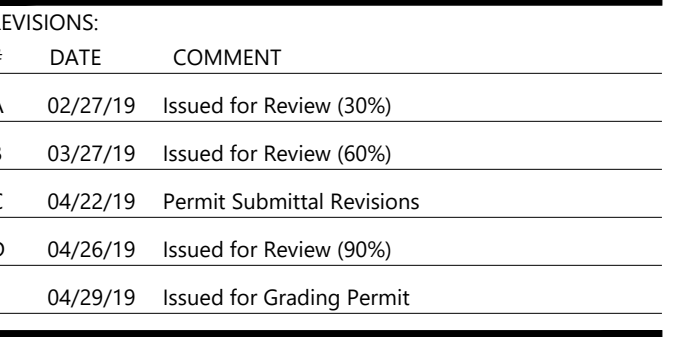 REVISIONS:
# DATE COMMENT
A 02/27/19 Issued for Review (30%)
B 03/27/19 Issued for Review (60%)
C 04/22/19 Permit Submittal Revisions
D 04/26/19 Issued for Review (90%)
04/29/19 Issued for Grading Permit